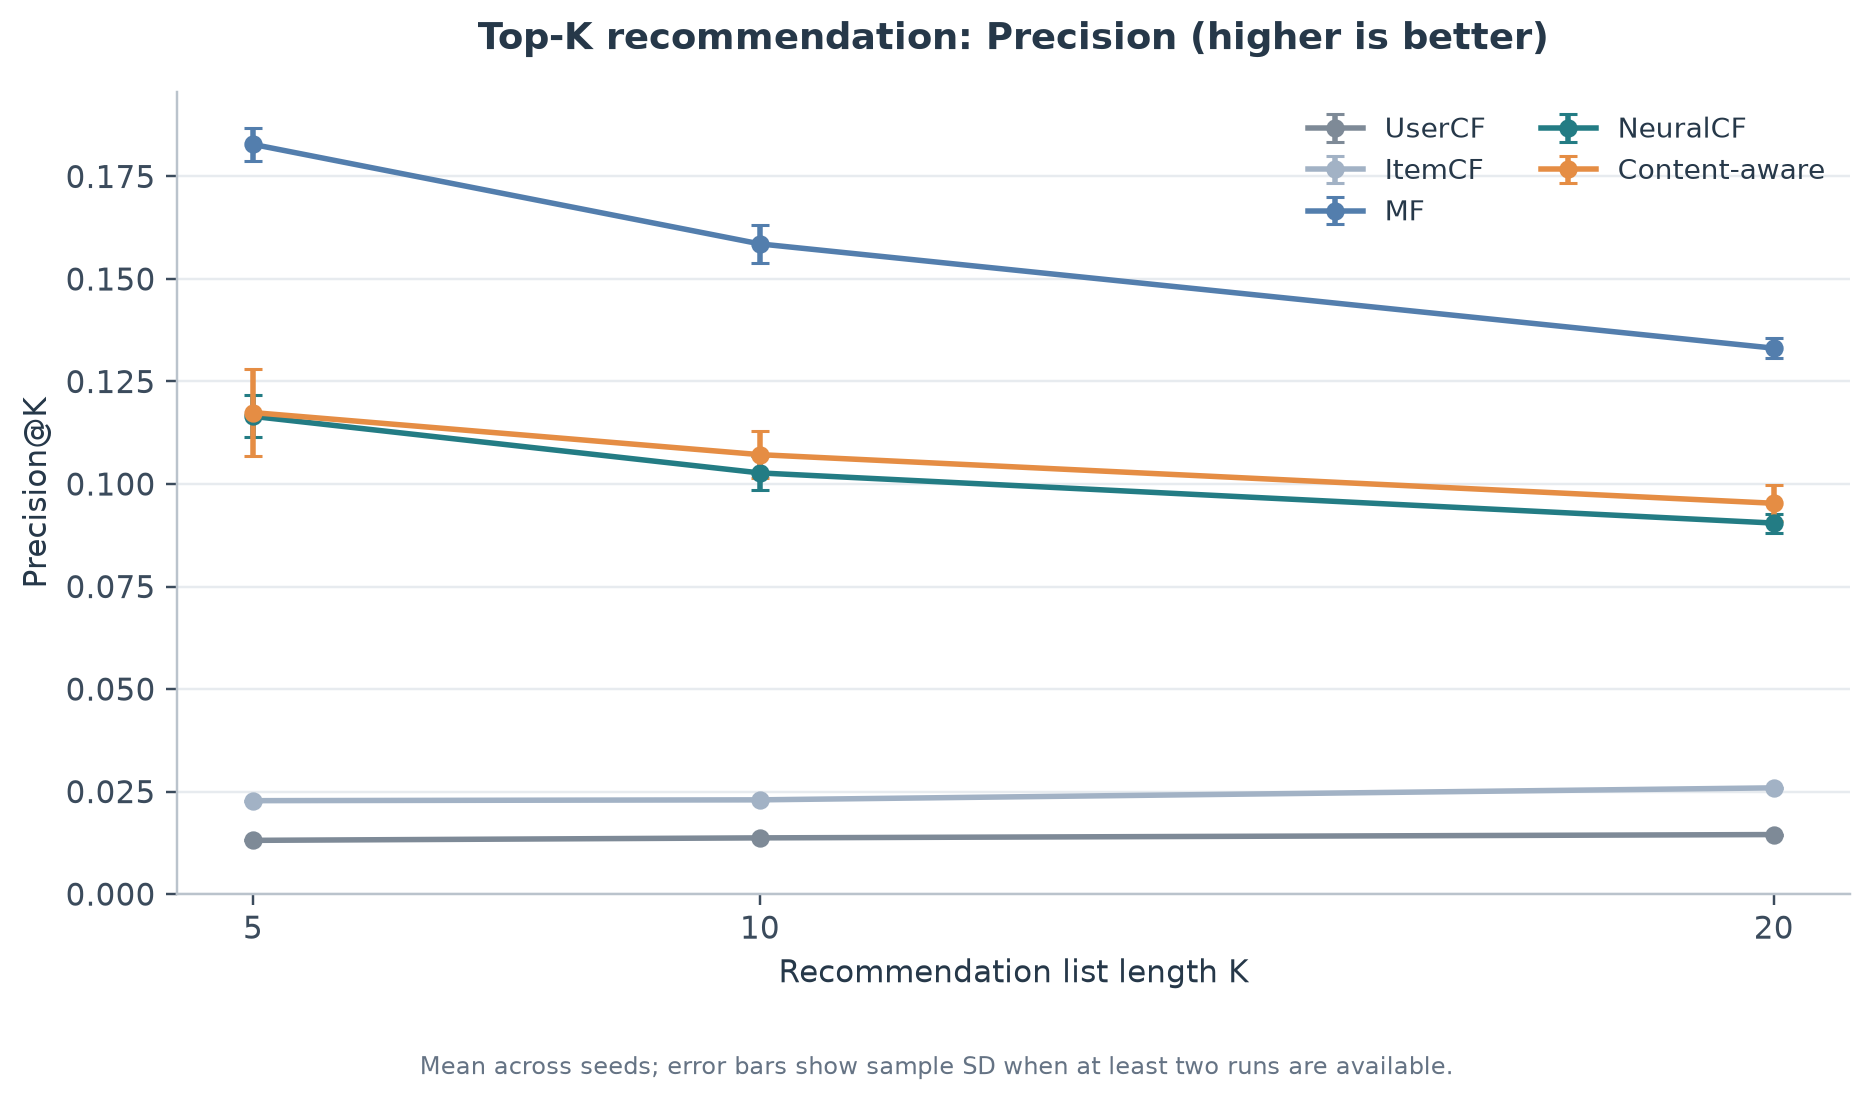 Top-K recommendation: Precision (higher is better)
UserCF
ItemCF
MF
NeuralCF
Content-aware
Precision@K
0.175
0.150
0.125
0.100
0.075
0.050
0.025
0.000
5
10
20
Recommendation list length K
Mean across seeds; error bars show sample SD when at least two runs are available.